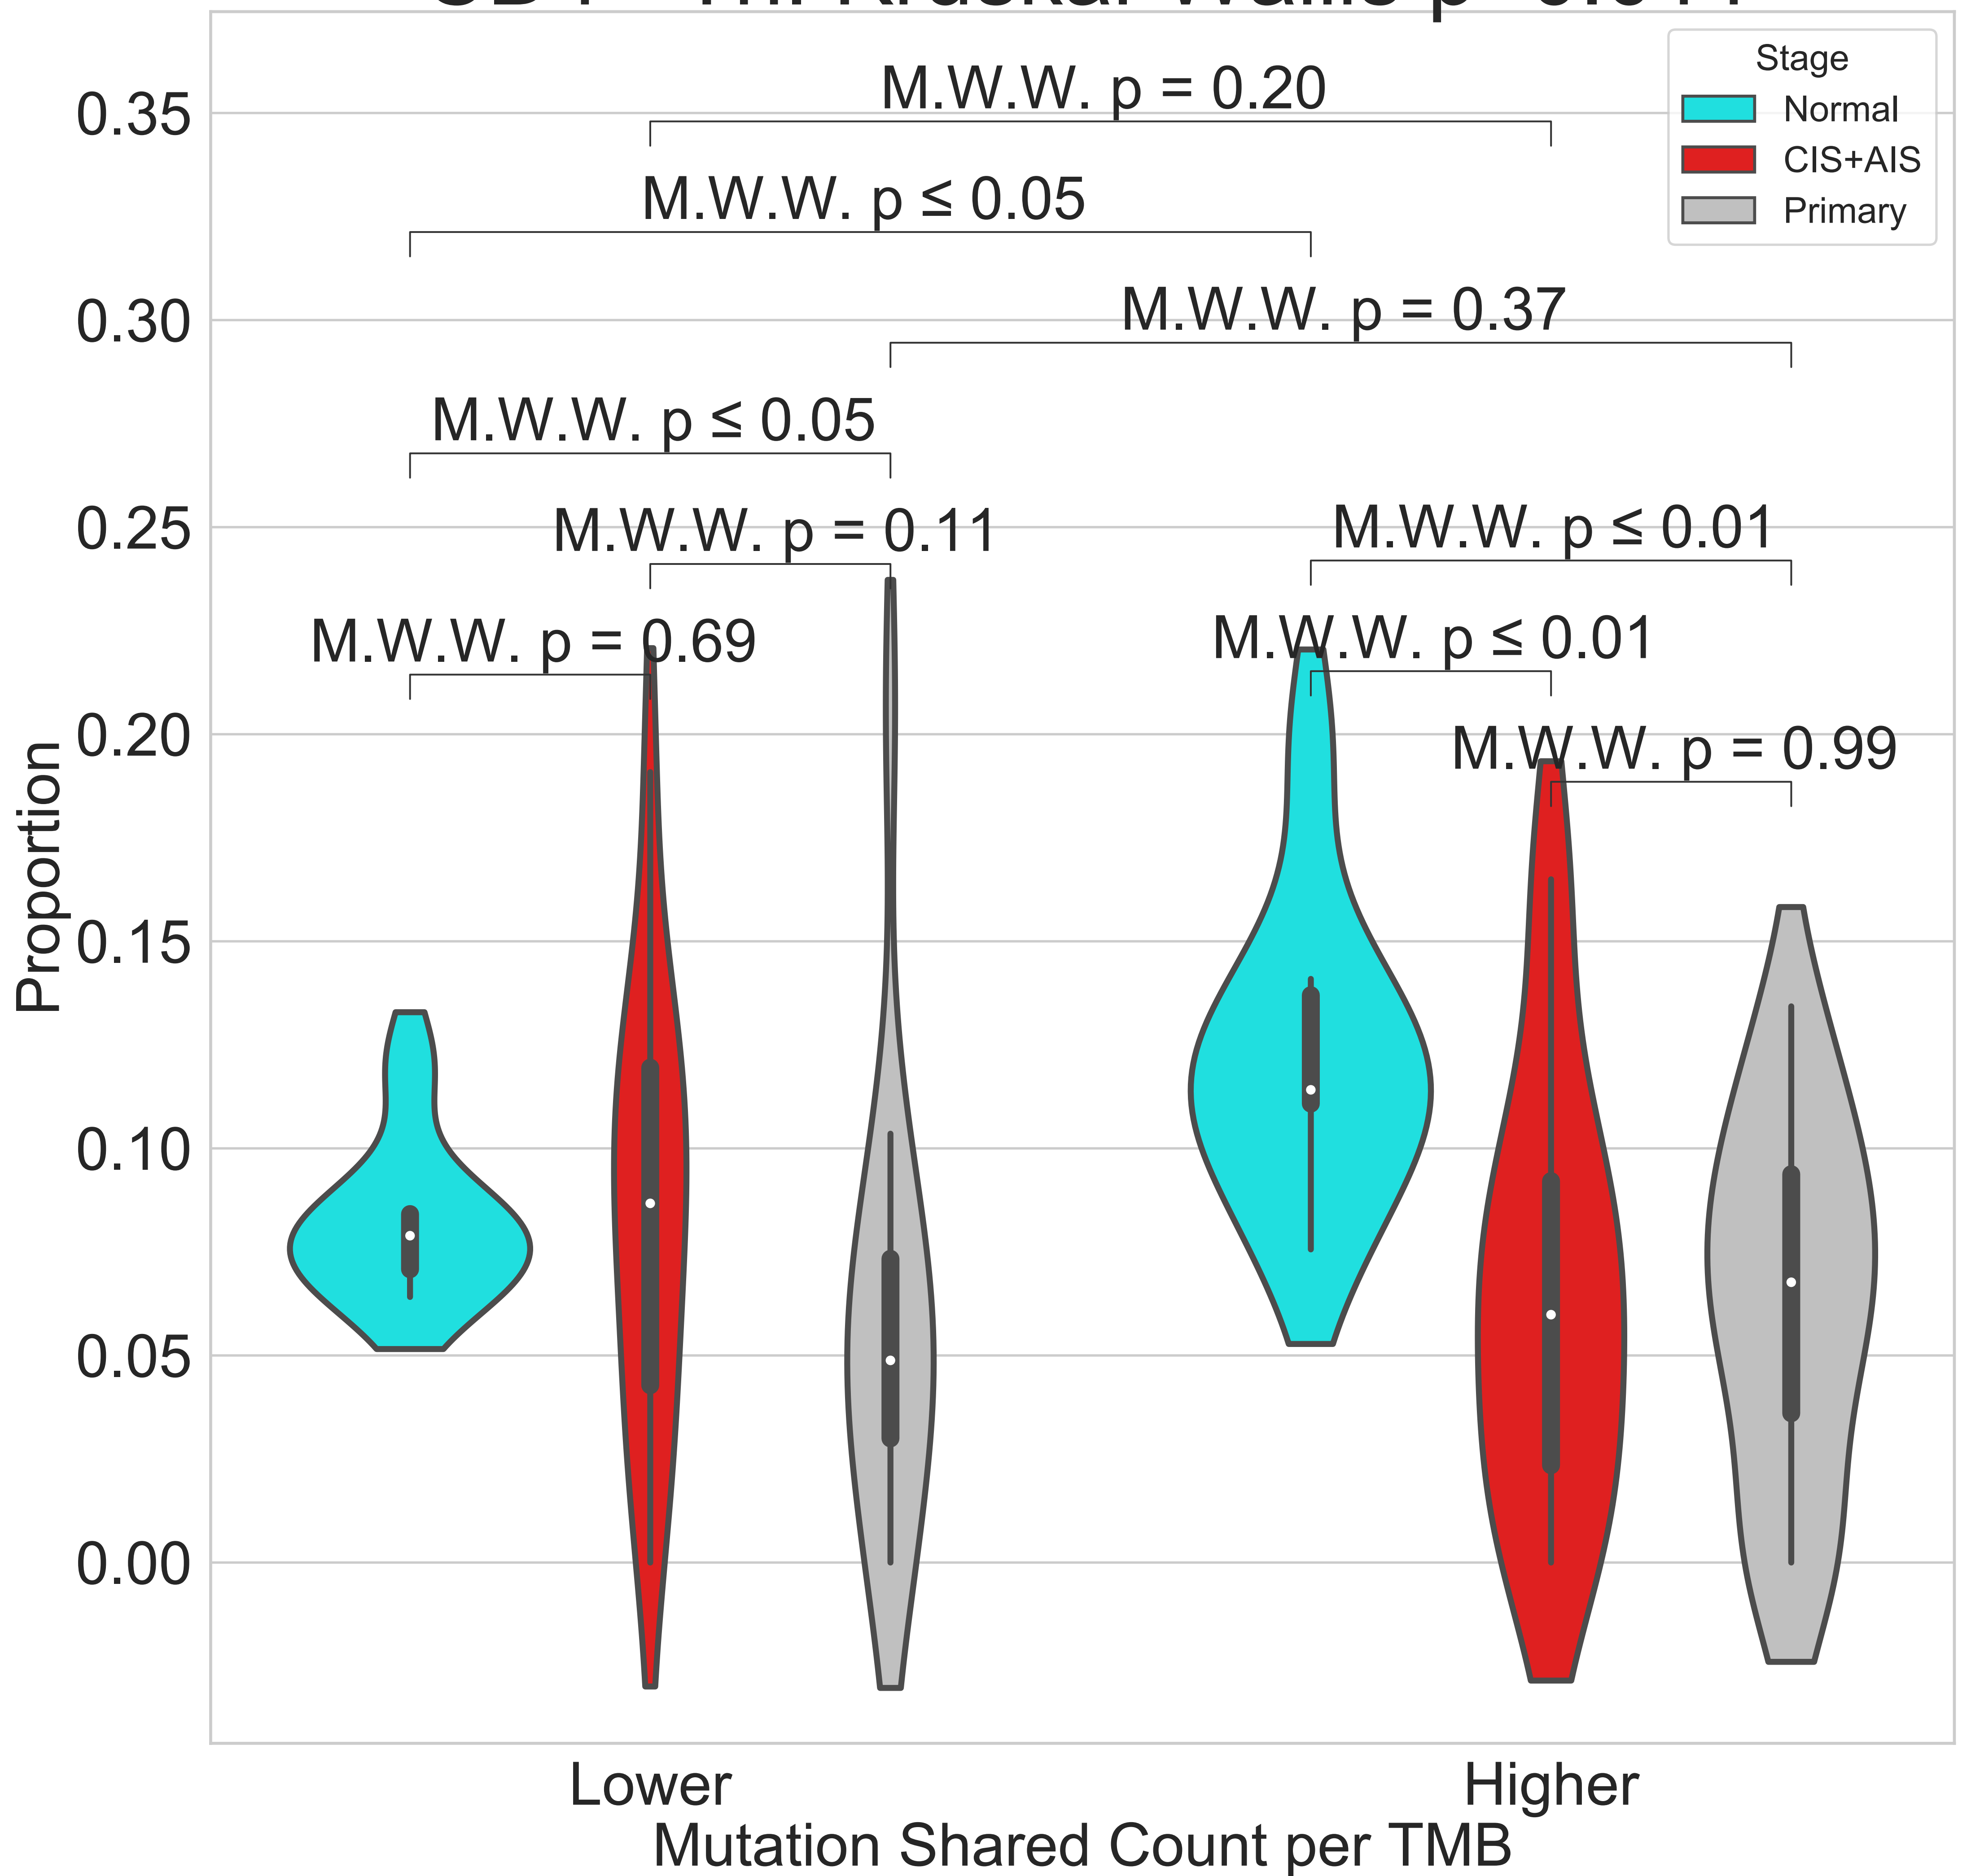 Stage
Normal
CIS+AIS
Primary
M.W.W. p = 0.20
M.W.W. p ≤ 0.05
M.W.W. p = 0.37
M.W.W. p ≤ 0.05
M.W.W. p = 0.11
M.W.W. p ≤ 0.01
M.W.W. p = 0.69
M.W.W. p ≤ 0.01
M.W.W. p = 0.99
0.35
0.30
0.25
0.20
0.15
0.10
0.05
0.00
Proportion
Lower
Higher
Mutation Shared Count per TMB